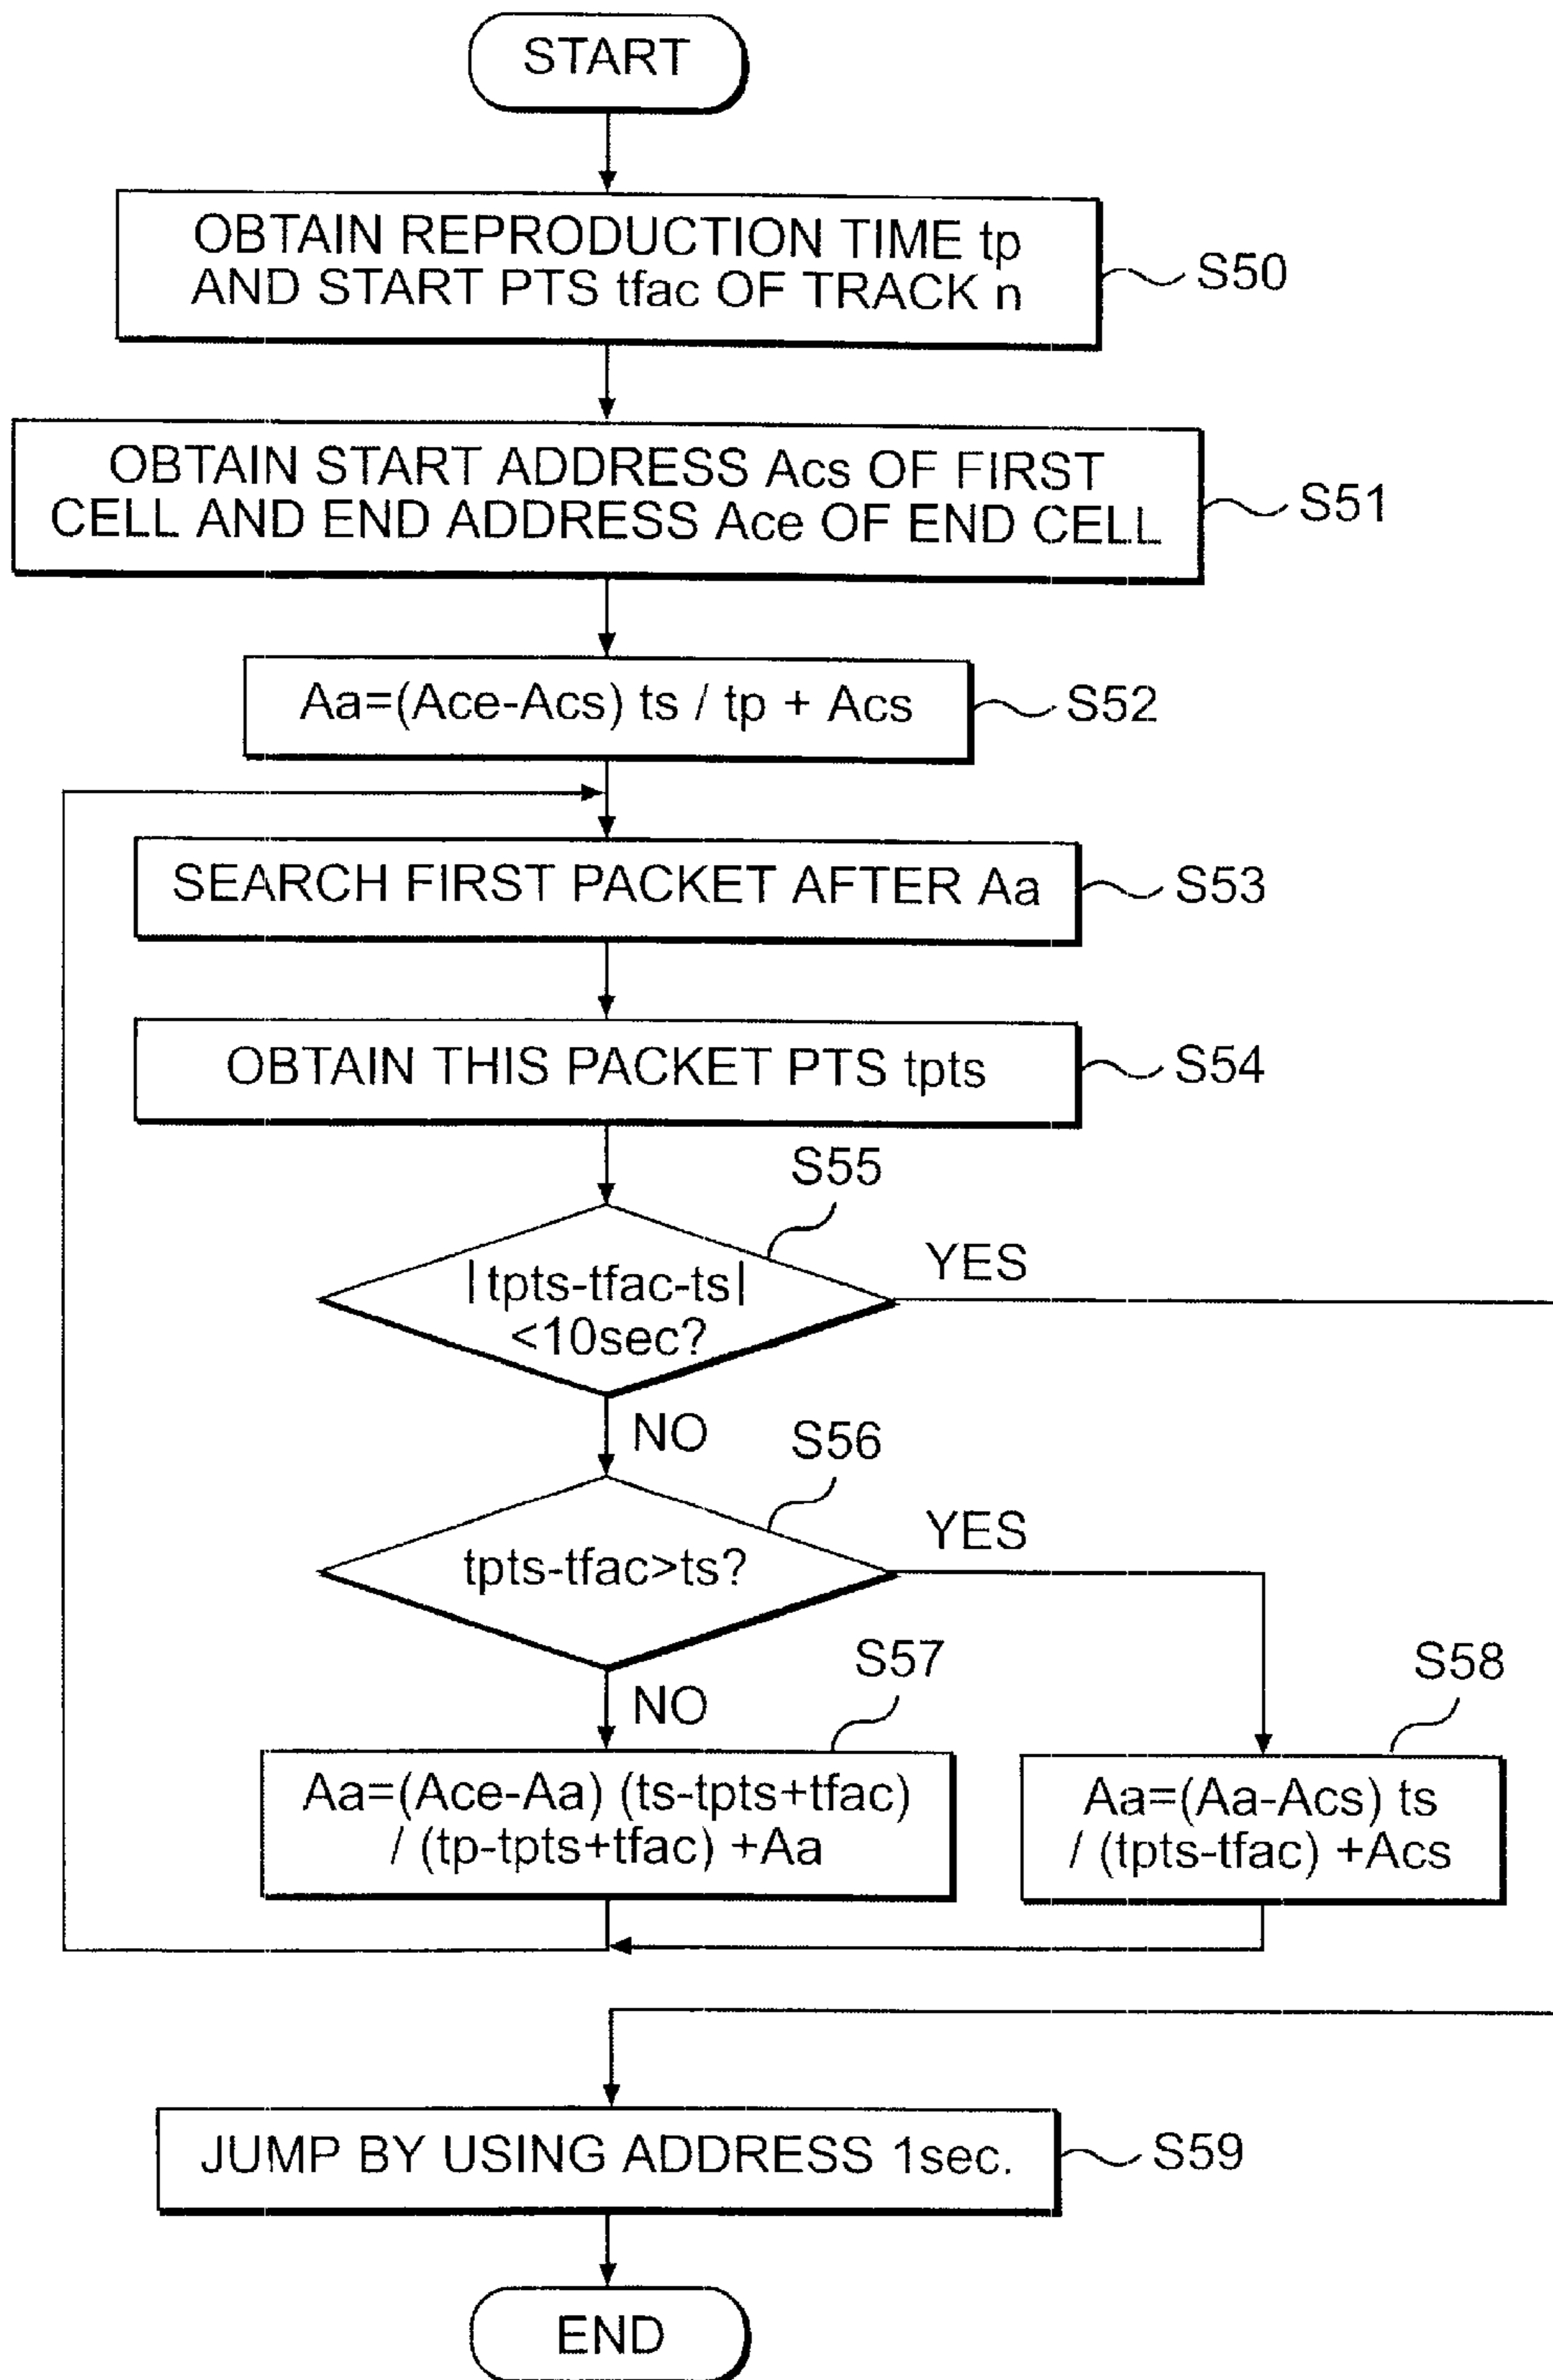 START
OBTAIN REPRODUCTION TIME tp
AND START PTS tfac OF TRACK n
S50
OBTAIN START ADDRESS Acs OF FIRST
CELL AND END ADDRESS Ace OF END CELL
S51
Aa=(Ace-Acs) ts / tp + Acs
S52
SEARCH FIRST PACKET AFTER Aa
S53
OBTAIN THIS PACKET PTS tpts
S54
S55
|tpts-tfac-ts|
<10sec?
YES
NO
S56
tpts-tfac>ts?
YES
NO
S57
Aa=(Ace-Aa) (ts-tpts+tfac)
/ (tp-tpts+tfac) +Aa
S58
Aa=(Aa-Acs) ts
/ (tpts-tfac) +Acs
JUMP BY USING ADDRESS 1sec.
S59
END